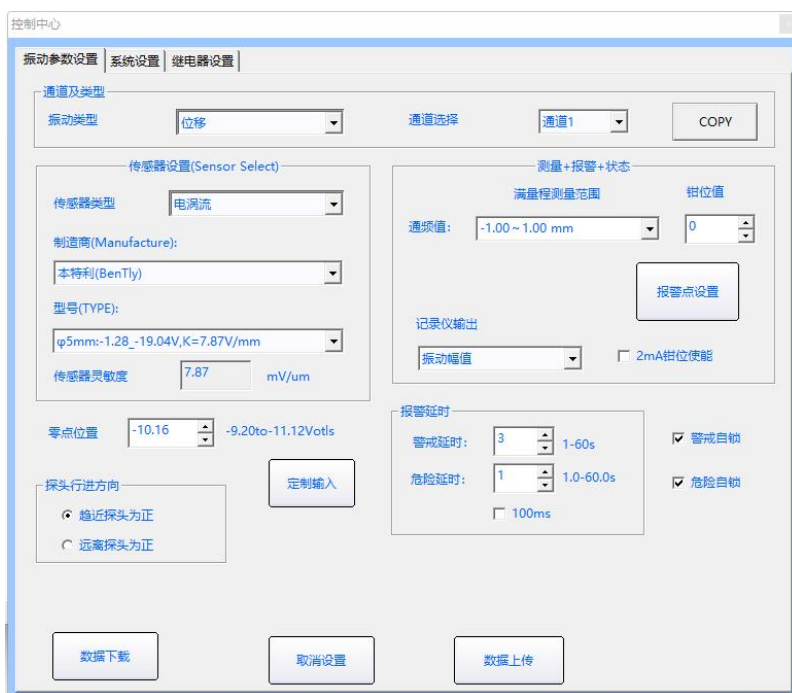 控制中心
振动参数设置 系统设置 继电器设置
通道及类型
振动类型 位移 通道选择 通道1 COPY
传感器设置(Sensor Select)
传感器类型 电涡流
制造商(Manufacture):
本特利(BenTly)
型号(TYPE):
φ5mm:-1.28_-19.04V,K=7.87V/mm
传感器灵敏度 7.87 mV/um
测量+报警+状态
满量程测量范围 钳位值
通频值: -1.00~1.00 mm 0
报警点设置
记录仪输出
振动幅值 2mA钳位使能
零点位置 -10.16 -9.20to-11.12Votls
定制输入
探头行进方向
趋近探头为正
远离探头为正
报警延时
警戒延时: 3 1-60s
危险延时: 1 1.0-60.0s
100ms
警戒自锁
危险自锁
数据下载 取消设置 数据上传